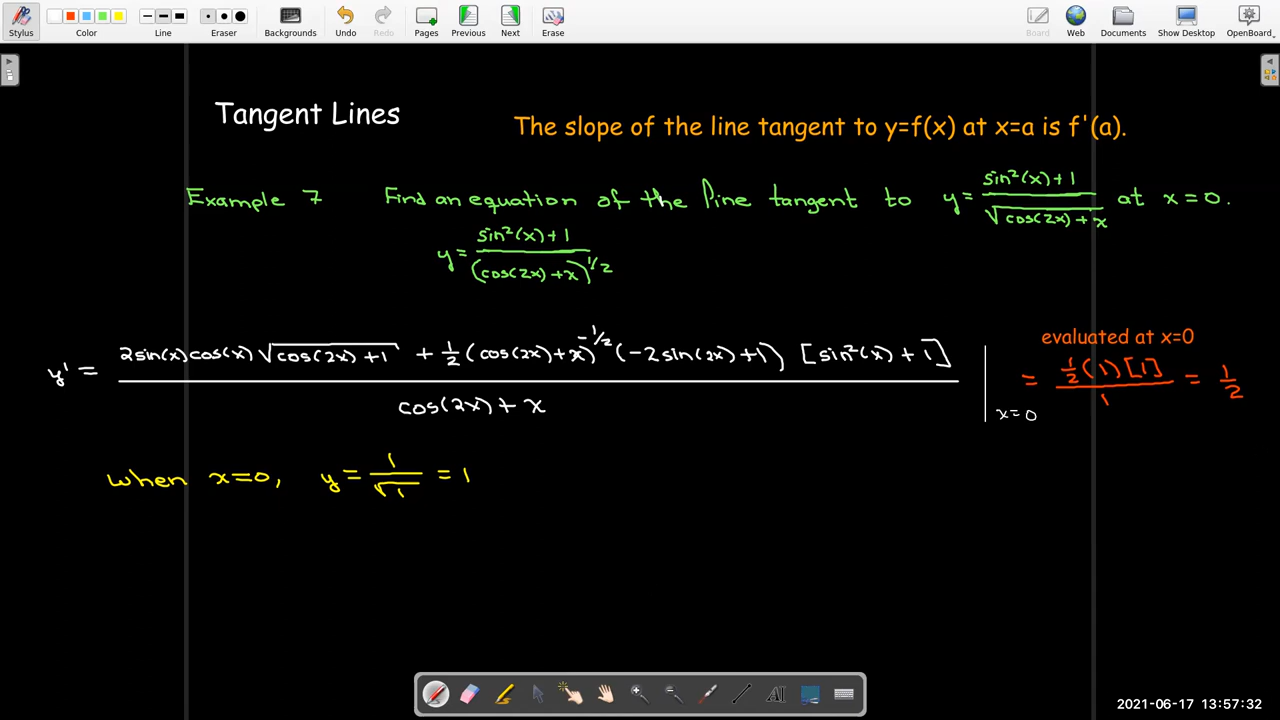 Stylus Color Line Eraser Backgrounds Undo Redo Pages Previous Next Erase Board Web Documents Show Desktop OpenBoard
Tangent Lines
The slope of the line tangent to y=f(x) at x=a is f'(a).
Example 7 Find an equation of the line tangent to y = (sin²(x)+1)/√(cos(2x)+x) at x=0.
y = (sin²(x)+1)/(cos(2x)+x)^(1/2)
evaluated at x=0
y' = (2sin(x)cos(x)√(cos(2x)+1) + 1/2 (cos(2x)+x)^(-1/2) (-2sin(2x)+1) [sin²(x)+1])/(cos(2x)+x) |x=0 = (1/2 (1)[1])/1 = 1/2
when x=0, y = 1/√1 = 1
AI
2021-06-17 13:57:32